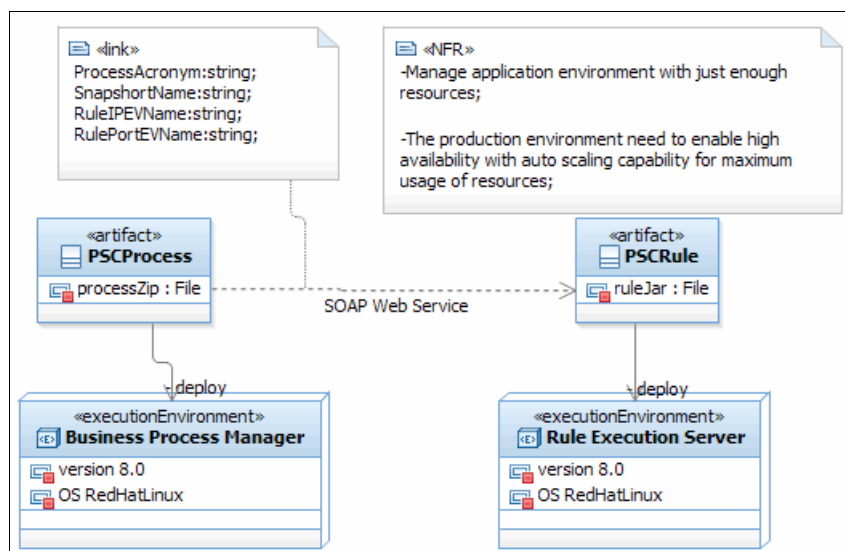 «link»
ProcessAcronym:string;
SnapshortName:string;
RuleIPEVName:string;
RulePortEVName:string;
«NFR»
-Manage application environment with just enough
resources;
-The production environment need to enable high
availability with auto scaling capability for maximum
usage of resources;
«artifact»
PSCProcess
processZip : File
«artifact»
PSCRule
ruleJar : File
SOAP Web Service
- deploy
- deploy
«executionEnvironment»
Business Process Manager
version 8.0
OS RedHatLinux
«executionEnvironment»
Rule Execution Server
version 8.0
OS RedHatLinux